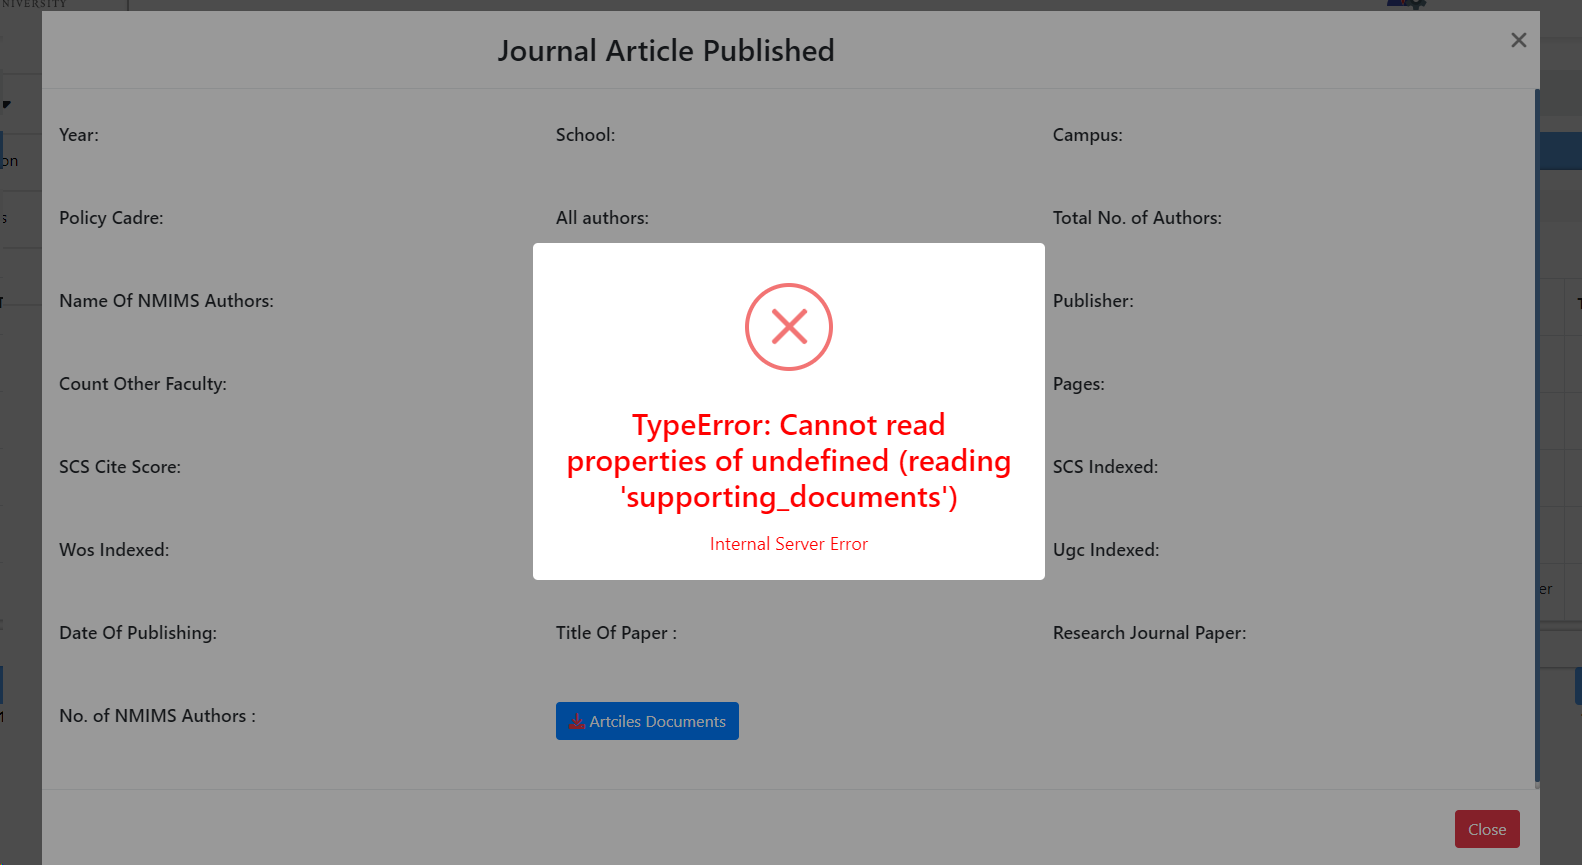 NIVERSITY
Journal Article Published
Year: School: Campus:
on
Policy Cadre: All authors: Total No. of Authors:
s
Name Of NMIMS Authors: Publisher:
Count Other Faculty: Pages:
TypeError: Cannot read
properties of undefined (reading
'supporting_documents')
SCS Cite Score: SCS Indexed:
Internal Server Error
Wos Indexed: Ugc Indexed:
er
Date Of Publishing: Title Of Paper : Research Journal Paper:
No. of NMIMS Authors : Artciles Documents
Close